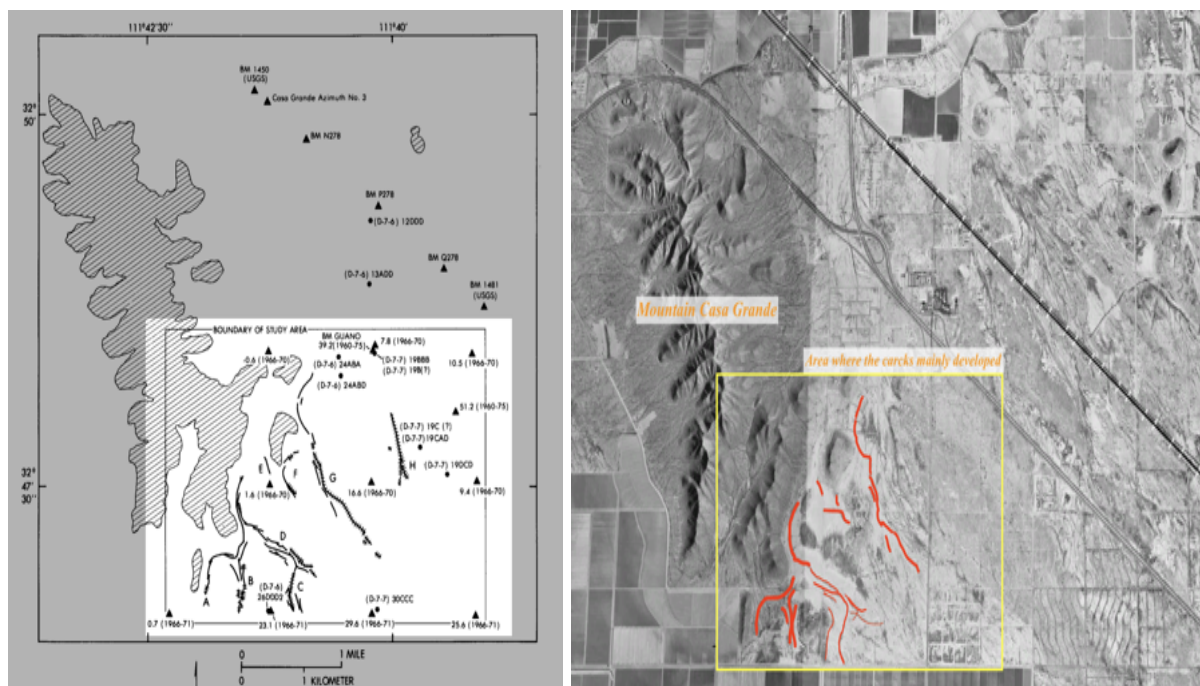 111°42'30"
111°40'
BM 1450
(USGS)
Casa Grande Azimuth No. 3
32°
50'
BM N278
BM P278
(D-7-6) 12DDD
BM Q278
(D-7-6) 13ADD
BM 1481
(USGS)
BOUNDARY OF STUDY AREA
BM GUANO
39.2(1960-75)
7.8 (1966-70)
-0.6 (1966-70)
(D-7-6) 24ABA
(D-7-7) 19BBB
(D-7-7) 19B(?)
10.5 (1966-70)
(D-7-6) 24ABD
51.2 (1960-75)
(D-7-7) 19C (?)
(D-7-7) 19CAD
E
F
G
H
(D-7-7) 19DCD
32°
47'
30"
1.6 (1966-70)
16.6 (1966-70)
9.4 (1966-70)
D
A
B
C
(D-7-6)
26DDD2
(D-7-7) 30CCC
0.7 (1966-71)
23.1 (1966-71)
29.6 (1966-71)
25.6 (1966-71)
0
1 MILE
0
1 KILOMETER
Mountain Casa Grande
Area where the carcks mainly developed